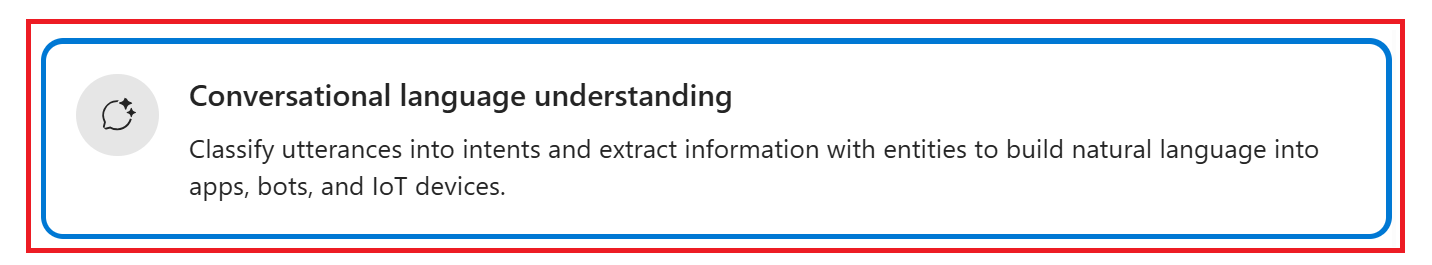 Conversational language understanding
Classify utterances into intents and extract information with entities to build natural language into
apps, bots, and IoT devices.